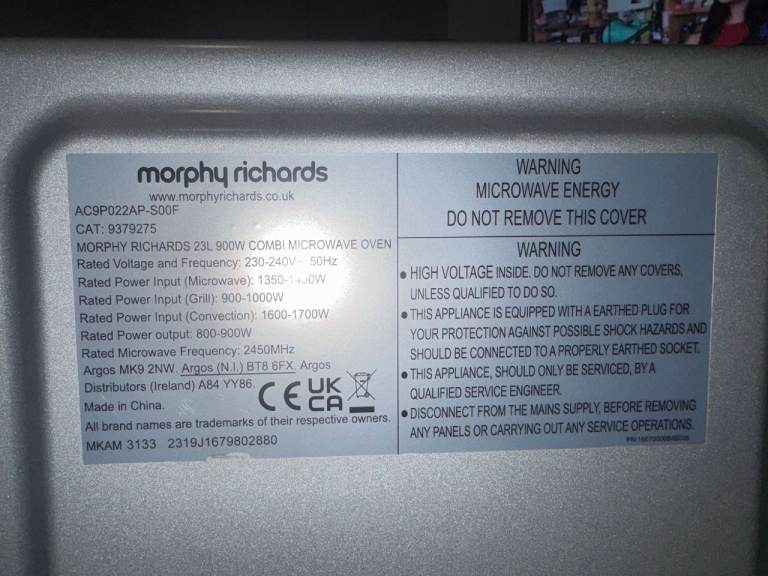 morphy richards
www.morphyrichards.co.uk
AC9P022AP-S00F
CAT: 9379275
MORPHY RICHARDS 23L 900W COMBI MICROWAVE OVEN
Rated Voltage and Frequency: 230-240V~ 50Hz
Rated Power Input (Microwave):
Rated Power Input (Grill): 900-1000W
Rated Power Input (Convection): 1600-1700W
Rated Power output: 800-900W
Rated Microwave Frequency: 2450MHz
Argos MK9 2NW. Argos (N.I.) BT8 6FX. Argos
Distributors (Ireland) A84 YY86.
Made in China.
CE UK CA
All brand names are trademarks of their respective owners.
MKAM 3133 2319J1679802880
WARNING
MICROWAVE ENERGY
DO NOT REMOVE THIS COVER
WARNING
• HIGH VOLTAGE INSIDE. DO NOT REMOVE ANY COVERS,
UNLESS QUALIFIED TO DO SO.
• THIS APPLIANCE IS EQUIPPED WITH A EARTHED PLUG FOR
YOUR PROTECTION AGAINST POSSIBLE SHOCK HAZARDS AND
SHOULD BE CONNECTED TO A PROPERLY EARTHED SOCKET.
• THIS APPLIANCE, SHOULD ONLY BE SERVICED, BY A
QUALIFIED SERVICE ENGINEER.
• DISCONNECT FROM THE MAINS SUPPLY, BEFORE REMOVING
ANY PANELS OR CARRYING OUT ANY SERVICE OPERATIONS.